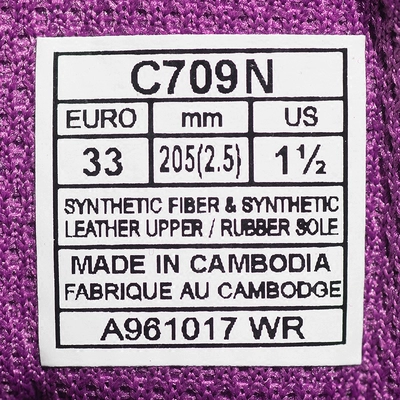 C709N
EURO mm US
33 205(2.5) 1½
SYNTHETIC FIBER & SYNTHETIC
LEATHER UPPER / RUBBER SOLE
MADE IN CAMBODIA
FABRIQUE AU CAMBODGE
A961017 WR